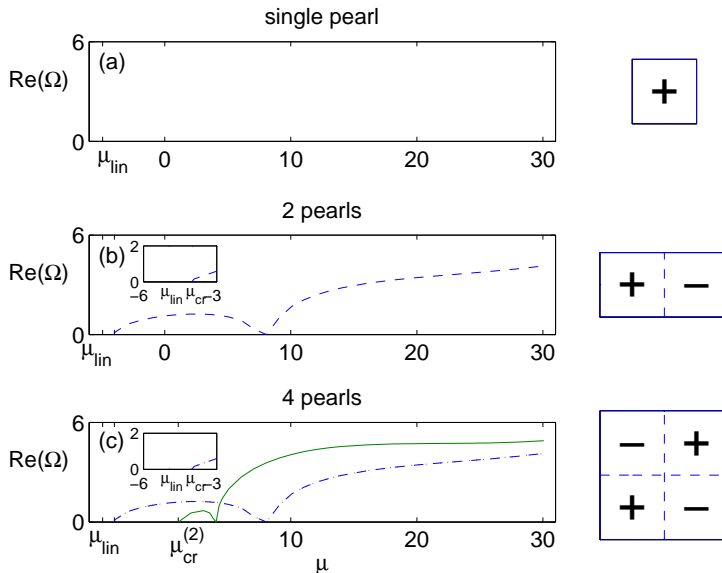 single pearl
6
(a)
Re(Ω)
+
0
μ_lin 0 10 20 30
2 pearls
6
(b)
2
0
−6 μ_lin μ_cr −3
Re(Ω)
+ −
0
μ_lin 0 10 20 30
4 pearls
6
(c)
2
0
−6 μ_lin μ_cr −3
Re(Ω)
− +
+ −
0
μ_lin μ_cr^(2) 10 20 30
μ